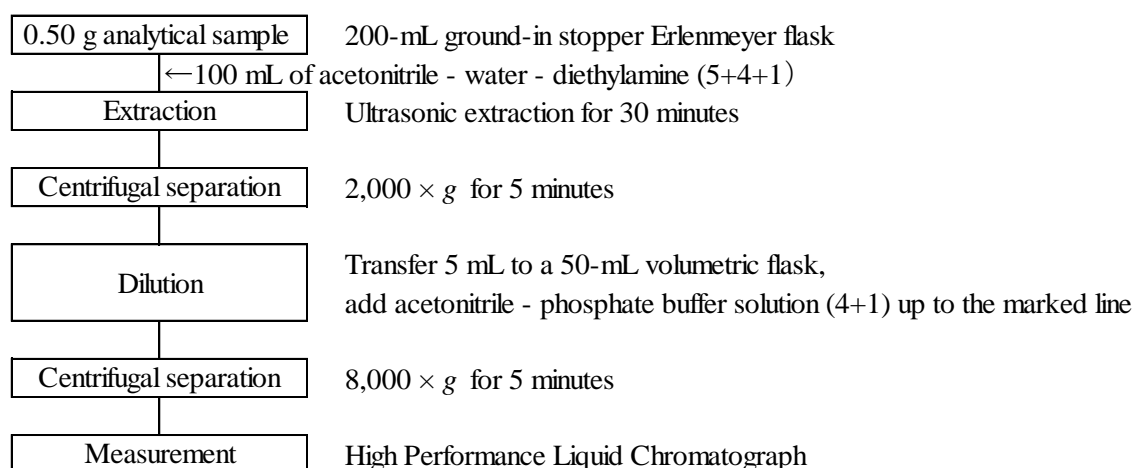 0.50 g analytical sample 200-mL ground-in stopper Erlenmeyer flask
←100 mL of acetonitrile - water - diethylamine (5+4+1)
Extraction Ultrasonic extraction for 30 minutes
Centrifugal separation 2,000 × g for 5 minutes
Dilution
Transfer 5 mL to a 50-mL volumetric flask,
add acetonitrile - phosphate buffer solution (4+1) up to the marked line
Centrifugal separation 8,000 × g for 5 minutes
Measurement High Performance Liquid Chromatograph